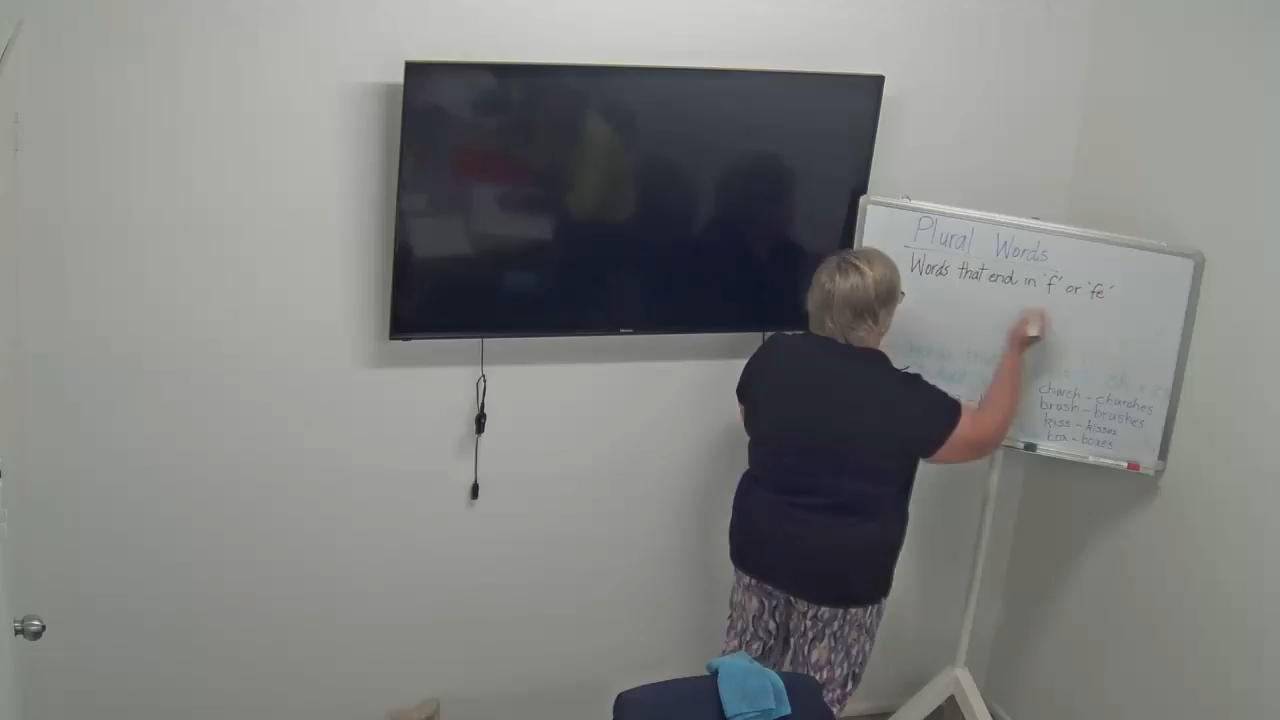 Plural Words
Words that end in 'f' or 'fe'
church - churches
brush - brushes
kiss - kisses
box - boxes